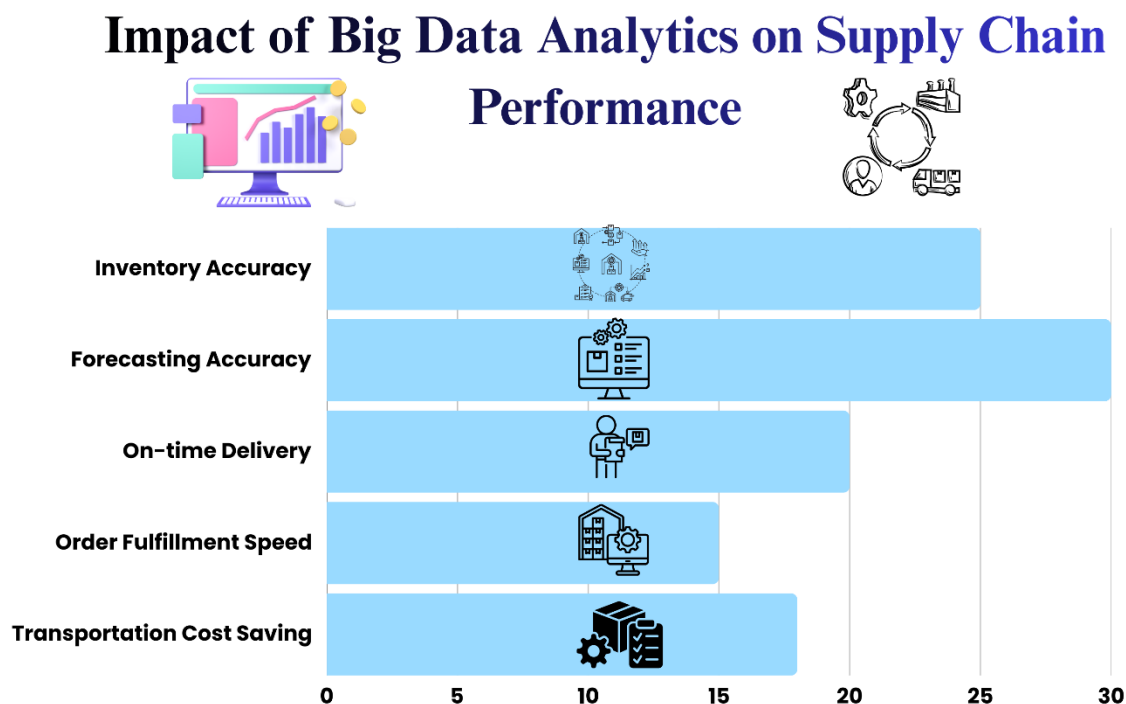 Impact of Big Data Analytics on Supply Chain
Performance
Inventory Accuracy
Forecasting Accuracy
On-time Delivery
Order Fulfillment Speed
Transportation Cost Saving
0 5 10 15 20 25 30